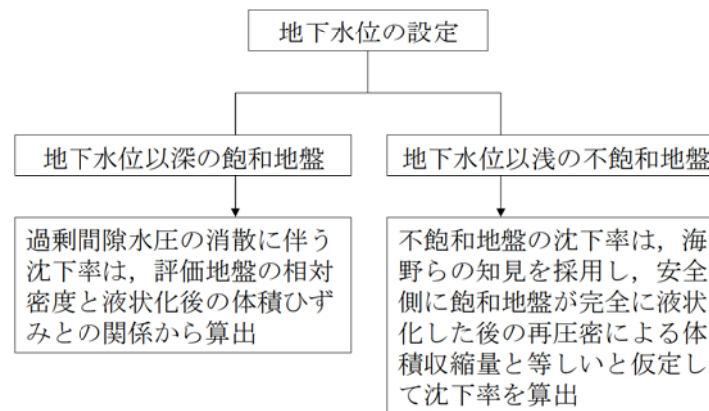 地下水位の設定
地下水位以深の飽和地盤
地下水位以浅の不飽和地盤
過剰間隙水圧の消散に伴う
沈下率は，評価地盤の相対
密度と液状化後の体積ひず
みとの関係から算出
不飽和地盤の沈下率は，海
野らの知見を採用し，安全
側に飽和地盤が完全に液状
化した後の再圧密による体
積収縮量と等しいと仮定し
て沈下率を算出